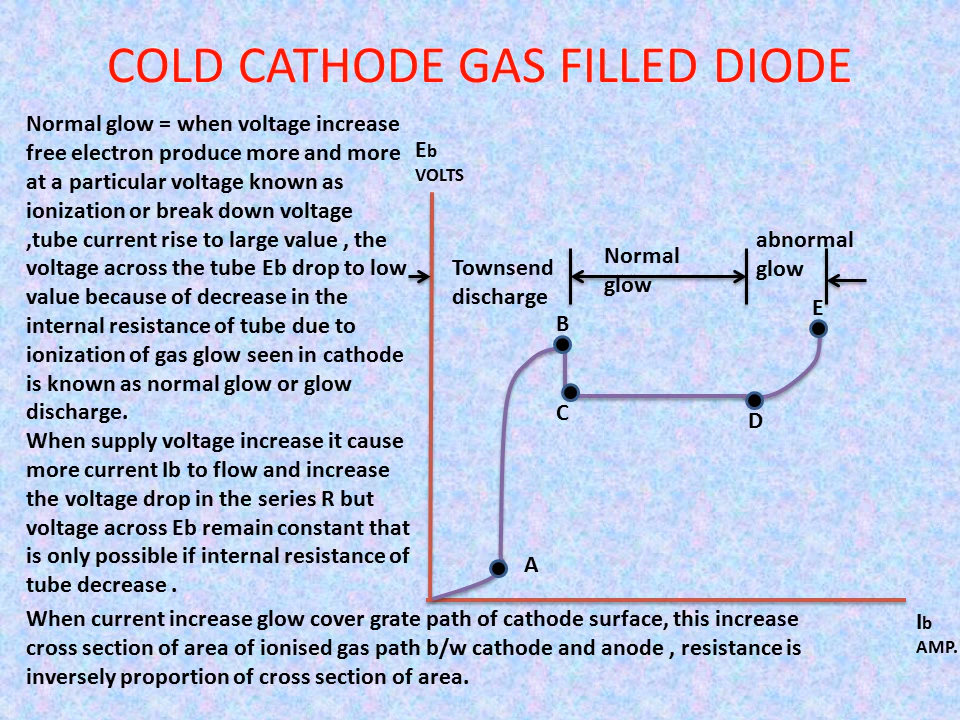 COLD CATHODE GAS FILLED DIODE
Normal glow = when voltage increase
free electron produce more and more
at a particular voltage known as
ionization or break down voltage
,tube current rise to large value , the
voltage across the tube Eb drop to low
value because of decrease in the
internal resistance of tube due to
ionization of gas glow seen in cathode
is known as normal glow or glow
discharge.
When supply voltage increase it cause
more current Ib to flow and increase
the voltage drop in the series R but
voltage across Eb remain constant that
is only possible if internal resistance of
tube decrease .
When current increase glow cover grate path of cathode surface, this increase
cross section of area of ionised gas path b/w cathode and anode , resistance is
inversely proportion of cross section of area.
Eb
VOLTS
Townsend
discharge
Normal
glow
abnormal
glow
B
E
C
D
A
Ib
AMP.